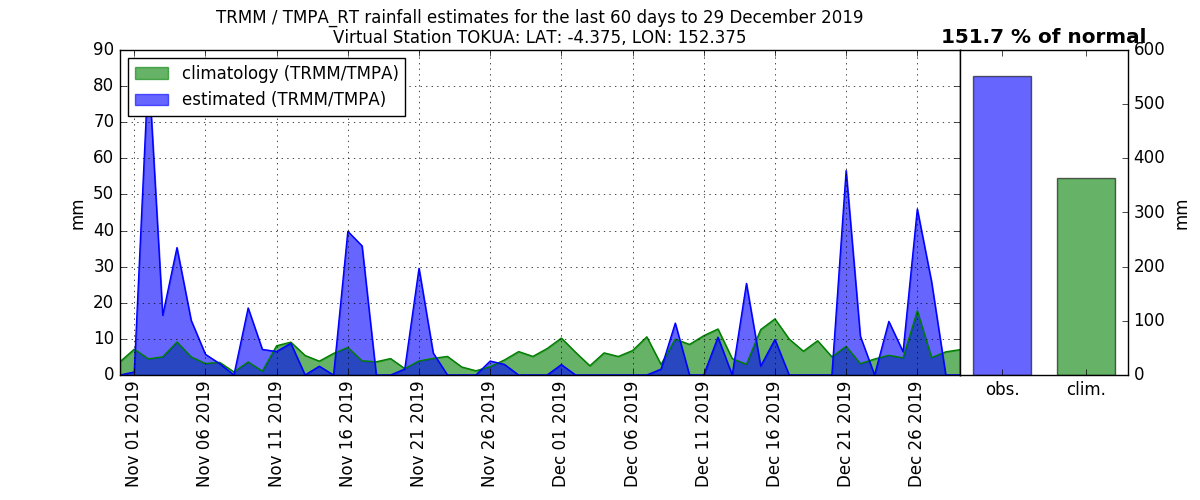 TRMM / TMPA_RT rainfall estimates for the last 60 days to 29 December 2019
Virtual Station TOKUA: LAT: -4.375, LON: 152.375
151.7 % of normal
climatology (TRMM/TMPA)
estimated (TRMM/TMPA)
mm
90
80
70
60
50
40
30
20
10
0
Nov 01 2019
Nov 06 2019
Nov 11 2019
Nov 16 2019
Nov 21 2019
Nov 26 2019
Dec 01 2019
Dec 06 2019
Dec 11 2019
Dec 16 2019
Dec 21 2019
Dec 26 2019
600
500
400
300
200
100
0
mm
obs.
clim.